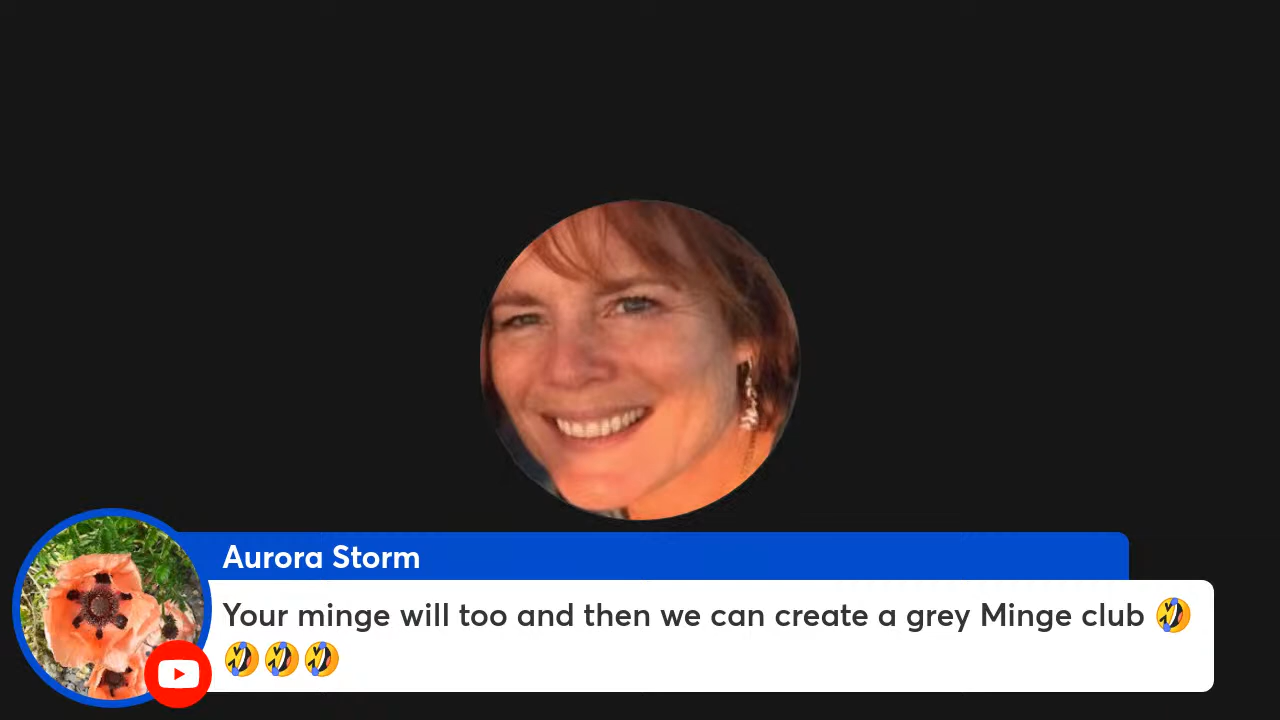 Aurora Storm
Your minge will too and then we can create a grey Minge club 🤣
🤣🤣🤣